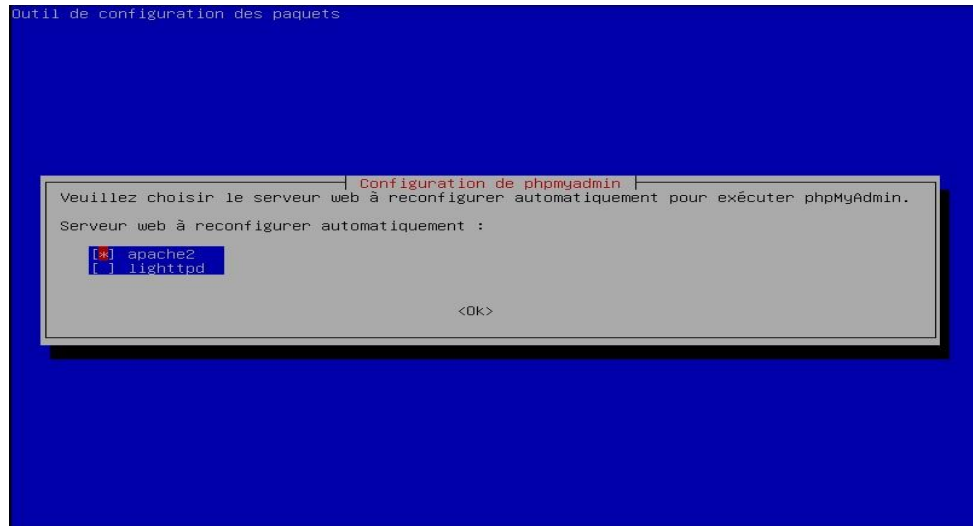 Outil de configuration des paquets
Configuration de phpmyadmin
Veuillez choisir le serveur web à reconfigurer automatiquement pour exécuter phpMyAdmin.
Serveur web à reconfigurer automatiquement :
[*] apache2
[ ] lighttpd
<Ok>